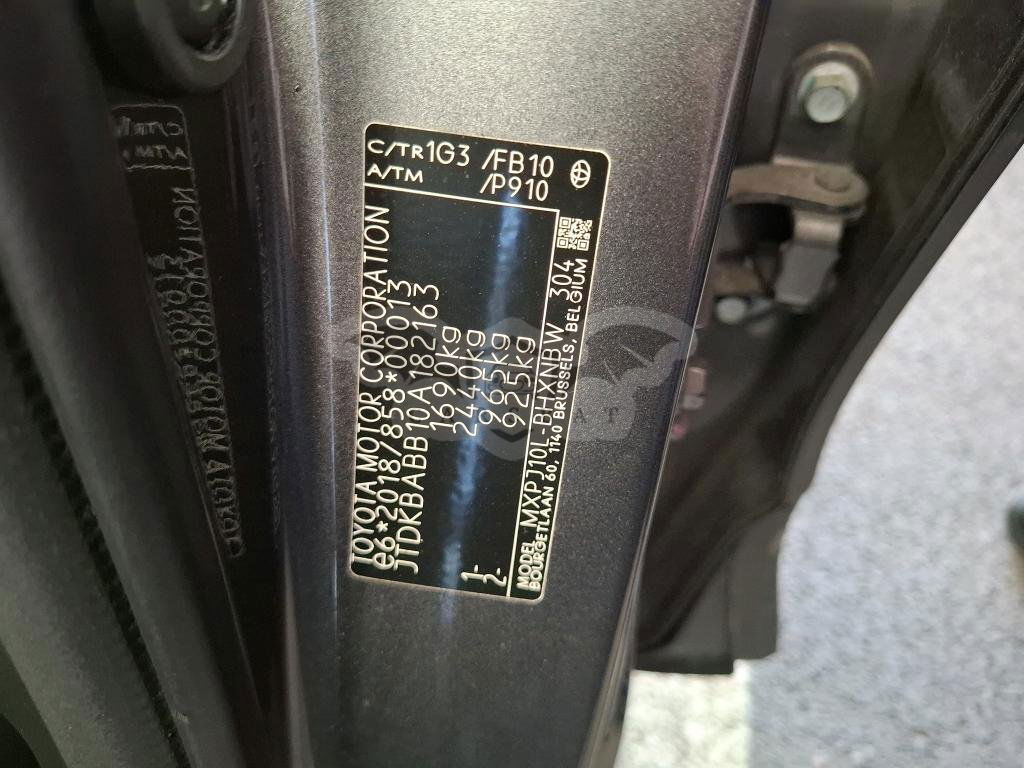 C/TR 1G3 /FB10
A/TM /P910
TOYOTA MOTOR CORPORATION
e6*2018/858*00013
JTDKBABB10A182163
1690kg
2440kg
1- 965kg
2- 925kg
MODEL MXPJ10L-BHXNBW 304
BOURGETLAAN 60, 1140 BRUSSELS, BELGIUM